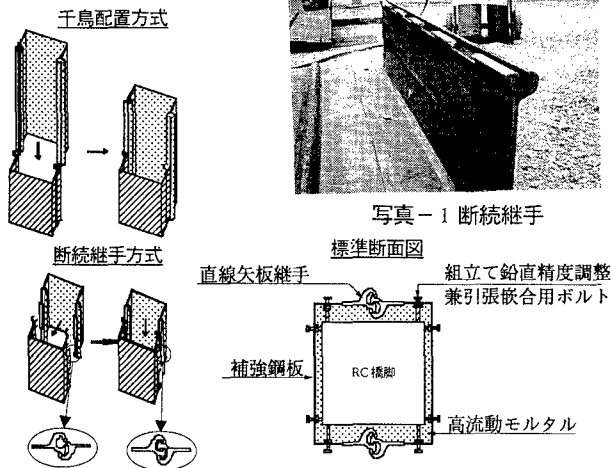 千鳥配置方式
写真－1 断続継手
断続継手方式
標準断面図
直線矢板継手
組立て鉛直精度調整
兼引張嵌合用ボルト
補強鋼板
RC橋脚
高流動モルタル